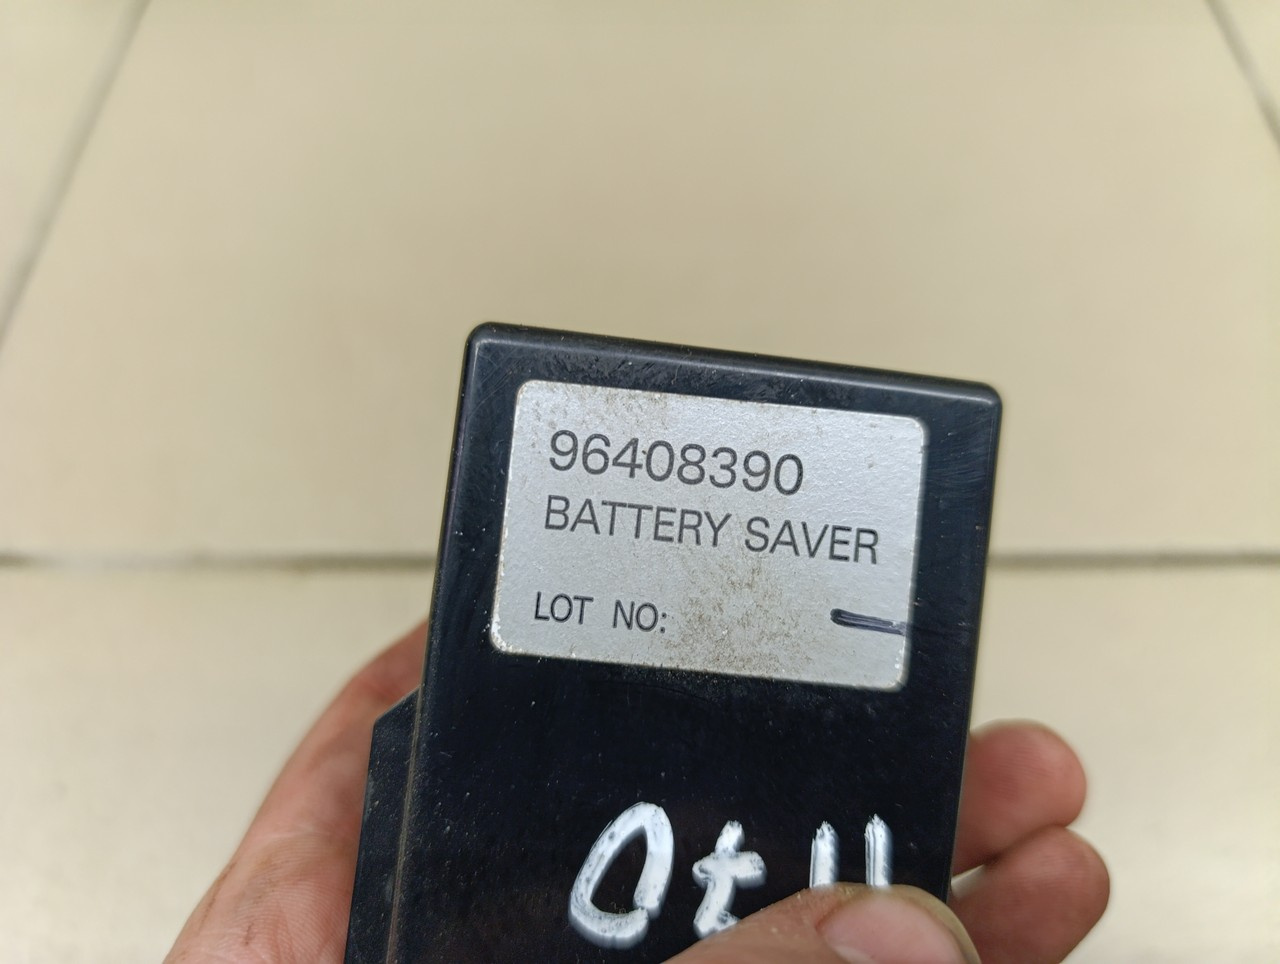 96408390
BATTERY SAVER
LOT NO: